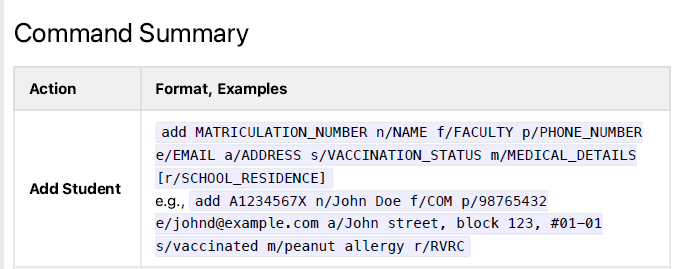 Command Summary
Action
Format, Examples
Add Student
add MATRICULATION_NUMBER n/NAME f/FACULTY p/PHONE_NUMBER
e/EMAIL a/ADDRESS s/VACCINATION_STATUS m/MEDICAL_DETAILS
[r/SCHOOL_RESIDENCE]
e.g., add A1234567X n/John Doe f/COM p/98765432
e/johnd@example.com a/John street, block 123, #01-01
s/vaccinated m/peanut allergy r/RVRC